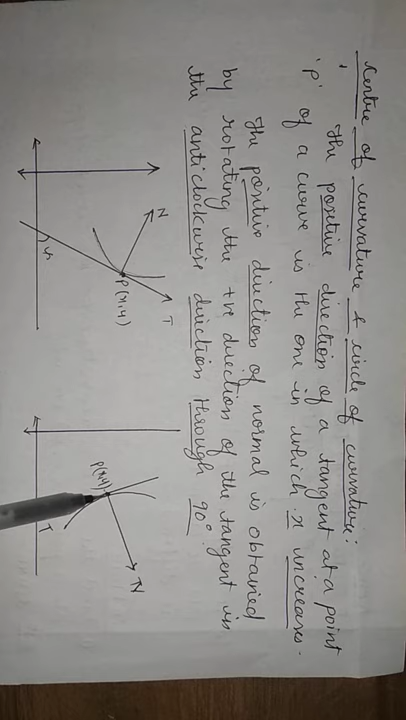 Centre of curvature & circle of curvature:
The positive direction of a tangent at a point
'P' of a curve is the one in which x increases.
The positive direction of normal is obtained
by rotating the +ve direction of the tangent in
the anticlockwise direction through 90°.
N
P(x,y)
T
ψ
P(x,y)
N
T